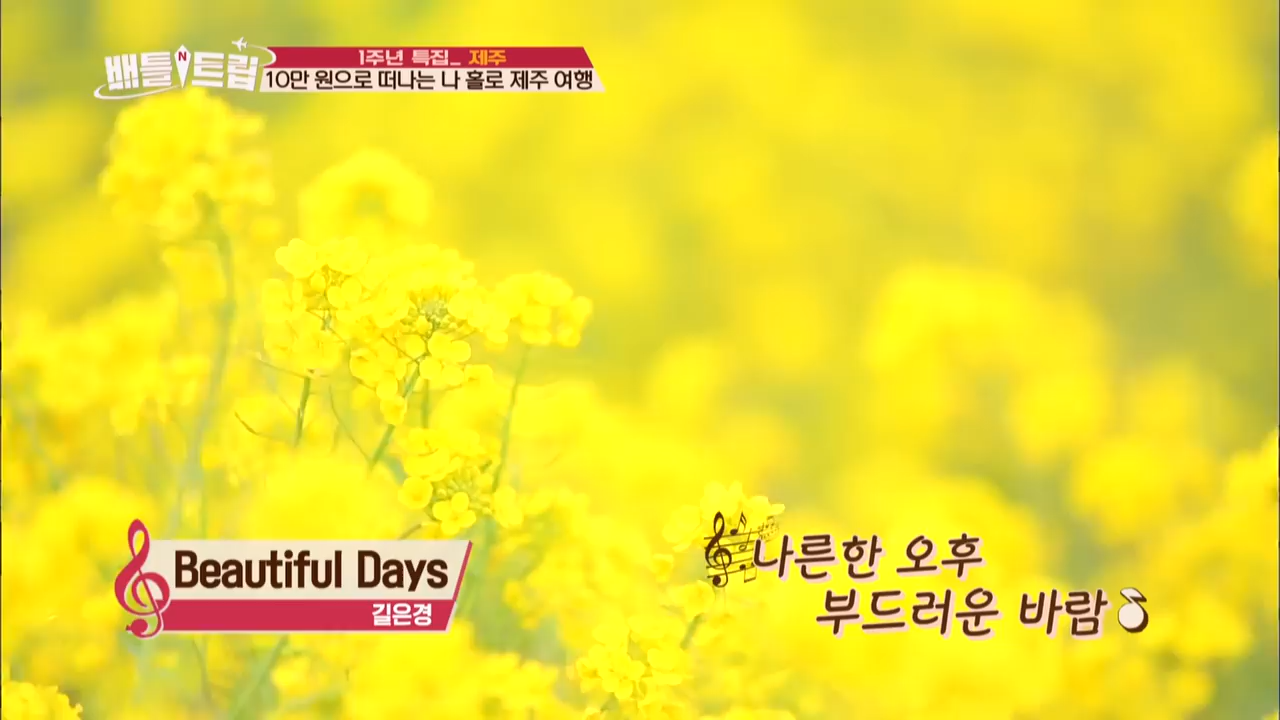 배틀트립
1주년 특집_ 제주
10만 원으로 떠나는 나 홀로 제주 여행
Beautiful Days
길은경
나른한 오후
부드러운 바람